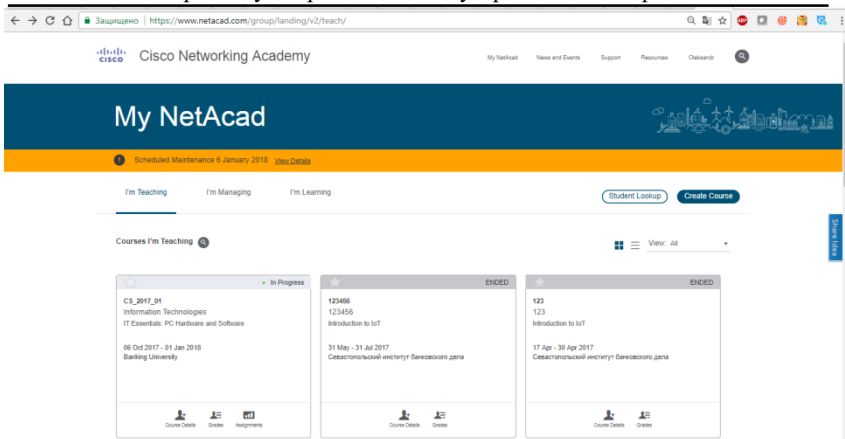 Защищено | https://www.netacad.com/group/landing/v2/teach/
CISCO Cisco Networking Academy My NetAcad News and Events Support Resources Oleksandr
My NetAcad
Scheduled Maintenance 6 January 2018 View Details
I'm Teaching I'm Managing I'm Learning Student Lookup Create Course
Share Idea
Courses I'm Teaching View: All
In Progress
CS_2017_01
Information Technologies
IT Essentials: PC Hardware and Software
06 Oct 2017 - 01 Jan 2018
Banking University
Course Details Grades Assignments
ENDED
123456
123456
Introduction to IoT
31 May - 31 Jul 2017
Севастопольский институт банковского дела
Course Details Grades
ENDED
123
123
Introduction to IoT
17 Apr - 30 Apr 2017
Севастопольский институт банковского дела
Course Details Grades